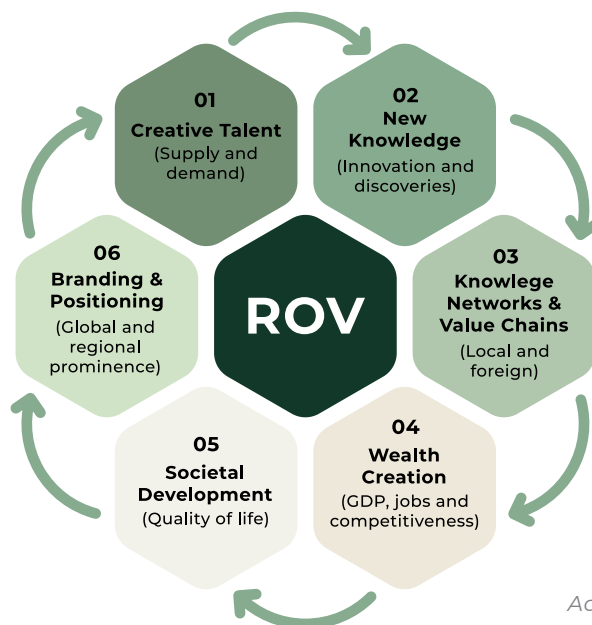 01
Creative Talent
(Supply and
demand)
02
New
Knowledge
(Innovation and
discoveries)
03
Knowlege
Networks &
Value Chains
(Local and
foreign)
04
Wealth
Creation
(GDP, jobs and
competitiveness)
05
Societal
Development
(Quality of life)
06
Branding &
Positioning
(Global and
regional
prominence)
ROV